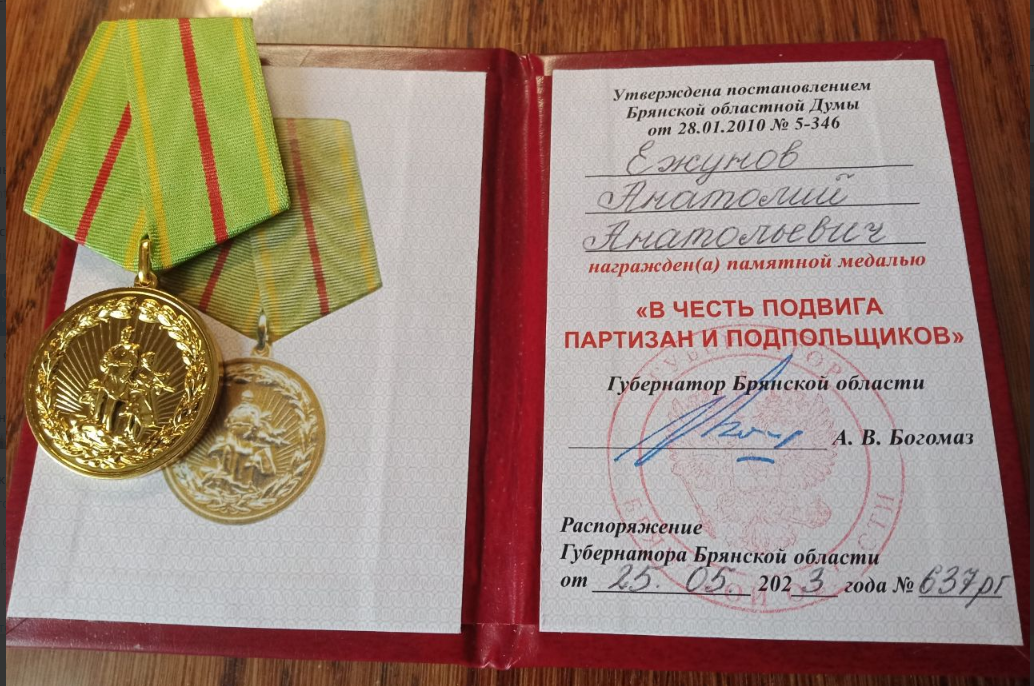 Утверждена постановлением
Брянской областной Думы
от 28.01.2010 № 5-346
Ежунов
Анатолий
Анатольевич
награжден(а) памятной медалью
«В ЧЕСТЬ ПОДВИГА
ПАРТИЗАН И ПОДПОЛЬЩИКОВ»
Губернатор Брянской области
А. В. Богомаз
Распоряжение
Губернатора Брянской области
от 25. 05. 2023 года № 637рг